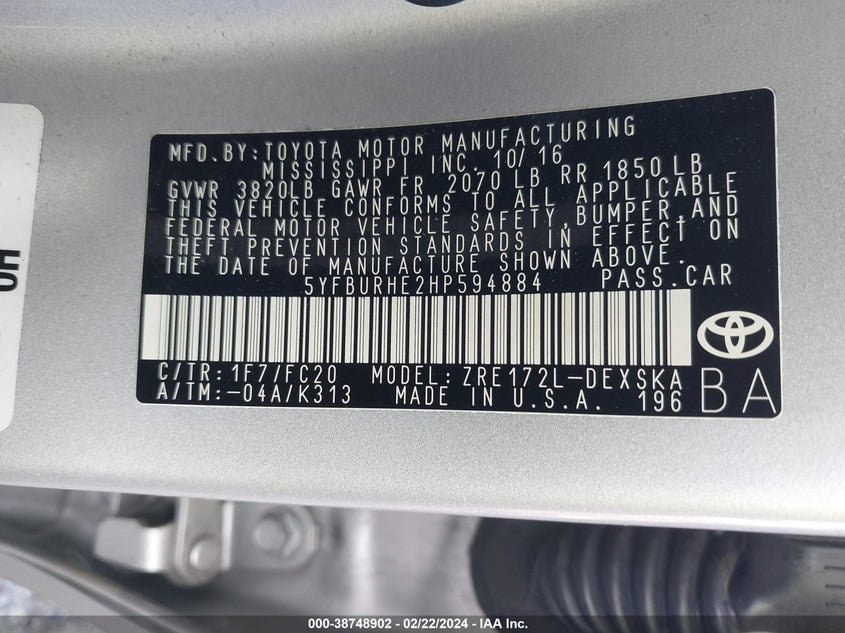 MFD.BY:TOYOTA MOTOR MANUFACTURING
MISSISSIPPI INC. 10/16
GVWR 3820LB GAWR FR 2070 LB RR 1850 LB
THIS VEHICLE CONFORMS TO ALL APPLICABLE
FEDERAL MOTOR VEHICLE SAFETY,BUMPER,AND
THEFT PREVENTION STANDARDS IN EFFECT ON
THE DATE OF MANUFACTURE SHOWN ABOVE.
5YFBURHE2HP594884 PASS.CAR
C/TR:1F7/FC20 MODEL:ZRE172L-DEXSKA
A/TM:-04A/K313 MADE IN U.S.A. 196 BA
UH
000-38748902 - 02/22/2024 - IAA Inc.